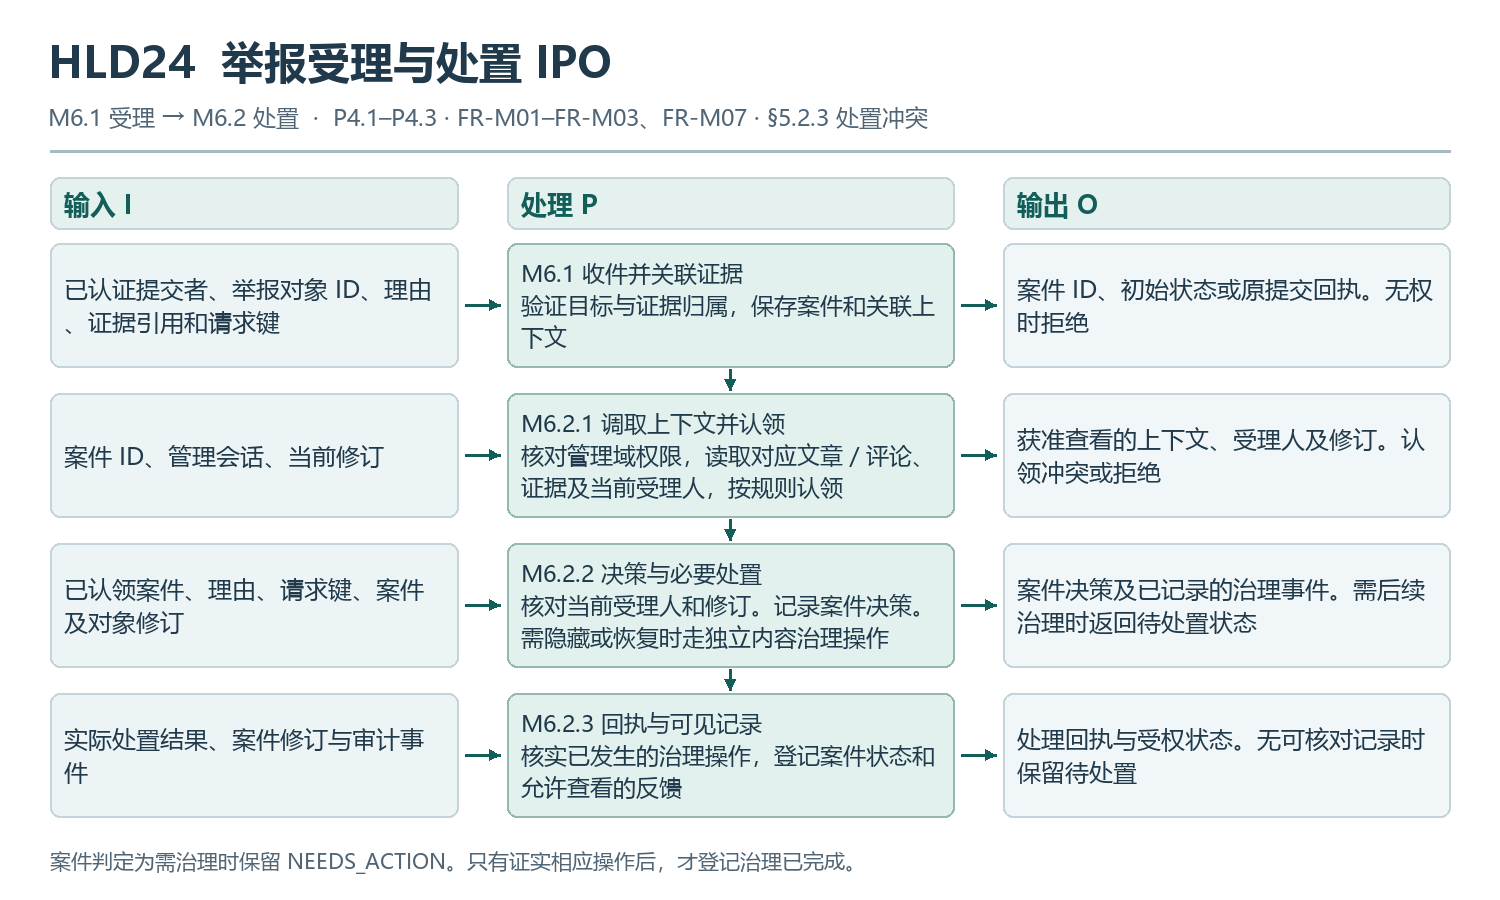 HLD24 举报受理与处置 IPO
M6.1 受理 → M6.2 处置 · P4.1–P4.3 · FR-M01–FR-M03、FR-M07 · §5.2.3 处置冲突
输入 I
处理 P
输出 O
已认证提交者、举报对象 ID、理由
、证据引用和请求键
M6.1 收件并关联证据
验证目标与证据归属，保存案件和关联上
下文
案件 ID、初始状态或原提交回执。无权
时拒绝
案件 ID、管理会话、当前修订
M6.2.1 调取上下文并认领
核对管理域权限，读取对应文章 / 评论、
证据及当前受理人，按规则认领
获准查看的上下文、受理人及修订。认
领冲突或拒绝
已认领案件、理由、请求键、案件
及对象修订
M6.2.2 决策与必要处置
核对当前受理人和修订。记录案件决策。
需隐藏或恢复时走独立内容治理操作
案件决策及已记录的治理事件。需后续
治理时返回待处置状态
实际处置结果、案件修订与审计事
件
M6.2.3 回执与可见记录
核实已发生的治理操作，登记案件状态和
允许查看的反馈
处理回执与受权状态。无可核对记录时
保留待处置
案件判定为需治理时保留 NEEDS_ACTION。只有证实相应操作后，才登记治理已完成。